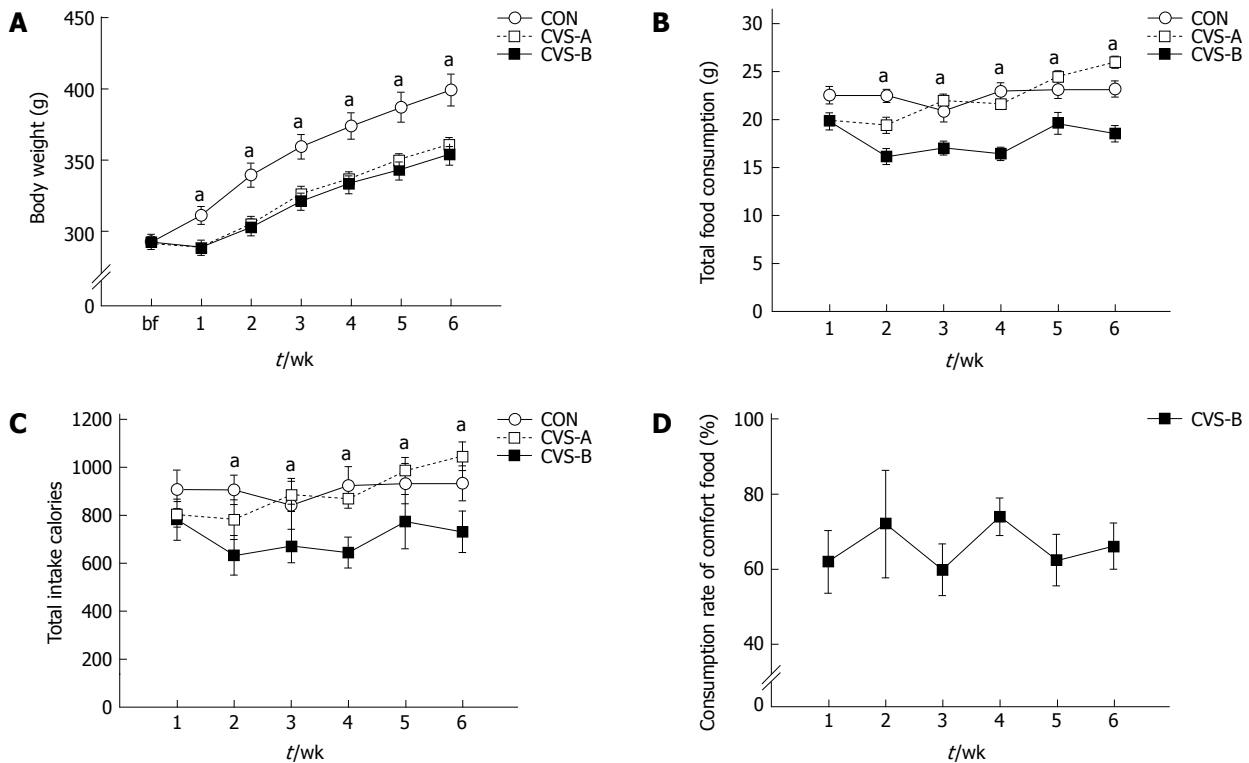 A
450
400
350
300
0
Body weight (g)
a
a
a
a
a
a
bf 1 2 3 4 5 6
t/wk
CON
CVS-A
CVS-B
B
30
25
20
15
10
5
0
Total food consumption (g)
a
a
a
a
a
1 2 3 4 5 6
t/wk
CON
CVS-A
CVS-B
C
1200
1000
800
600
400
200
0
Total intake calories
a
a
a
a
a
1 2 3 4 5 6
t/wk
CON
CVS-A
CVS-B
D
100
80
60
40
0
Consumption rate of comfort food (%)
1 2 3 4 5 6
t/wk
CVS-B